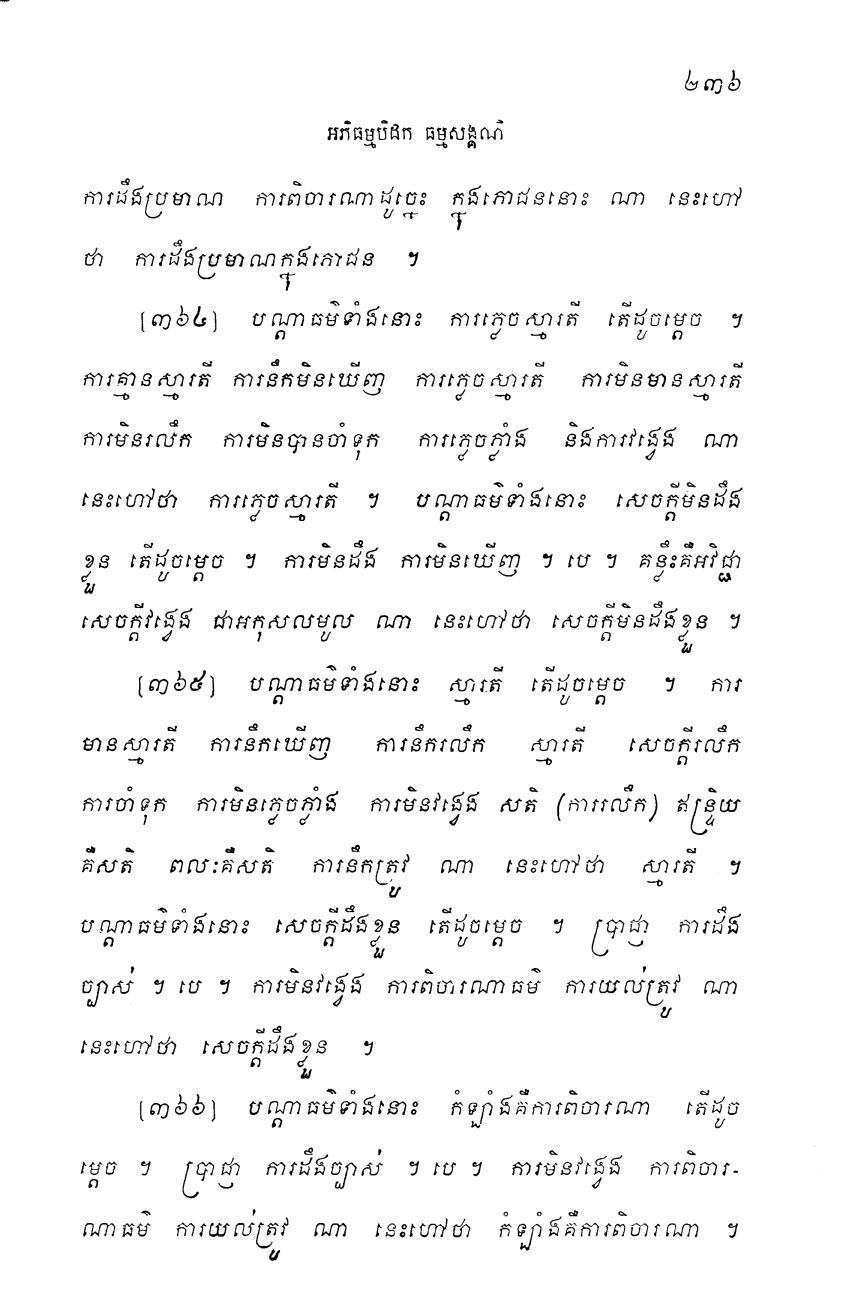 ២៣៦
អភិធម្មបិដក ធម្មសង្គណី
ការដឹងប្រមាណ ការពិចារណាដូច្នេះ ក្នុងភោជននោះ ណា នេះហៅ
ថា ការដឹងប្រមាណក្នុងភោជន ។
[៣៦៤] បណ្តាធម៌ទាំងនោះ ការភ្លេចស្មារតី តើដូចម្តេច ។
ការគ្មានស្មារតី ការនឹកមិនឃើញ ការភ្លេចស្មារតី ការមិនមានស្មារតី
ការមិនរលឹក ការមិនបានចាំទុក ការភ្លេចភ្លាំង និងការវង្វេង ណា
នេះហៅថា ការភ្លេចស្មារតី ។ បណ្តាធម៌ទាំងនោះ សេចក្តីមិនដឹង
ខ្លួន តើដូចម្តេច ។ ការមិនដឹង ការមិនឃើញ ។ បេ ។ គន្លឹះគឺអវិជ្ជា
សេចក្តីវង្វេង ជាអកុសលមូល ណា នេះហៅថា សេចក្តីមិនដឹងខ្លួន ។
[៣៦៥] បណ្តាធម៌ទាំងនោះ ស្មារតី តើដូចម្តេច ។ ការ
មានស្មារតី ការនឹកឃើញ ការនឹករលឹក ស្មារតី សេចក្តីរលឹក
ការចាំទុក ការមិនភ្លេចភ្លាំង ការមិនវង្វេង សតិ (ការរលឹក) ឥន្ទ្រិយ
គឺសតិ ពលៈគឺសតិ ការនឹកត្រូវ ណា នេះហៅថា ស្មារតី ។
បណ្តាធម៌ទាំងនោះ សេចក្តីដឹងខ្លួន តើដូចម្តេច ។ ប្រាជ្ញា ការដឹង
ច្បាស់ ។ បេ ។ ការមិនវង្វេង ការពិចារណាធម៌ ការយល់ត្រូវ ណា
នេះហៅថា សេចក្តីដឹងខ្លួន ។
[៣៦៦] បណ្តាធម៌ទាំងនោះ កំឡាំងគឺការពិចារណា តើដូច
ម្តេច ។ ប្រាជ្ញា ការដឹងច្បាស់ ។ បេ ។ ការមិនវង្វេង ការពិចារ-
ណាធម៌ ការយល់ត្រូវ ណា នេះហៅថា កំឡាំងគឺការពិចារណា ។